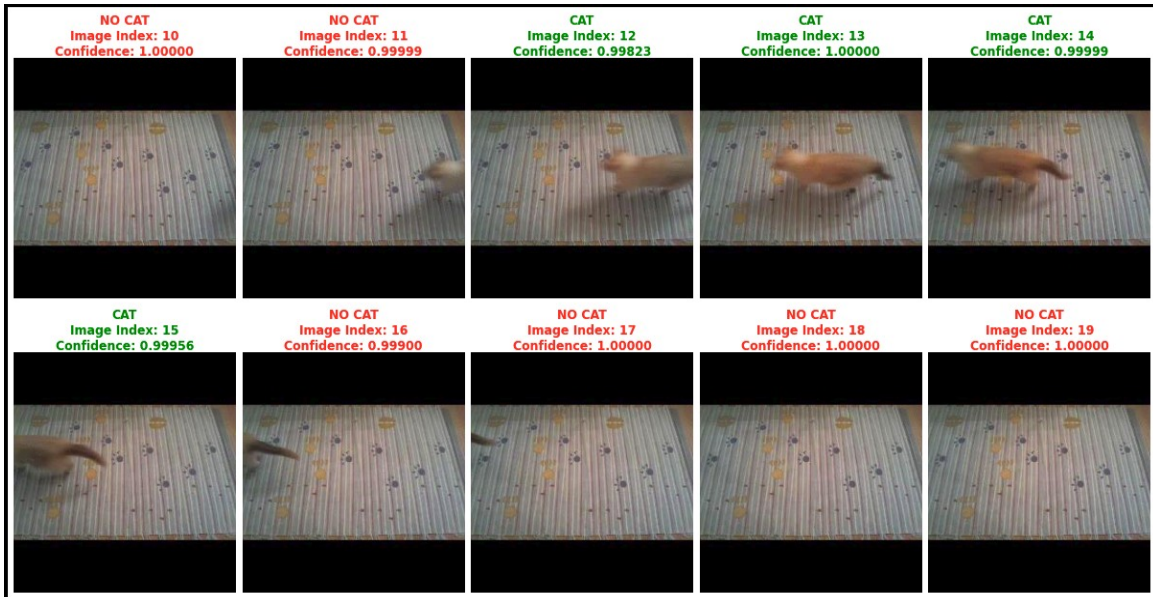 NO CAT
Image Index: 10
Confidence: 1.00000
NO CAT
Image Index: 11
Confidence: 0.99999
CAT
Image Index: 12
Confidence: 0.99823
CAT
Image Index: 13
Confidence: 1.00000
CAT
Image Index: 14
Confidence: 0.99999
CAT
Image Index: 15
Confidence: 0.99956
NO CAT
Image Index: 16
Confidence: 0.99900
NO CAT
Image Index: 17
Confidence: 1.00000
NO CAT
Image Index: 18
Confidence: 1.00000
NO CAT
Image Index: 19
Confidence: 1.00000